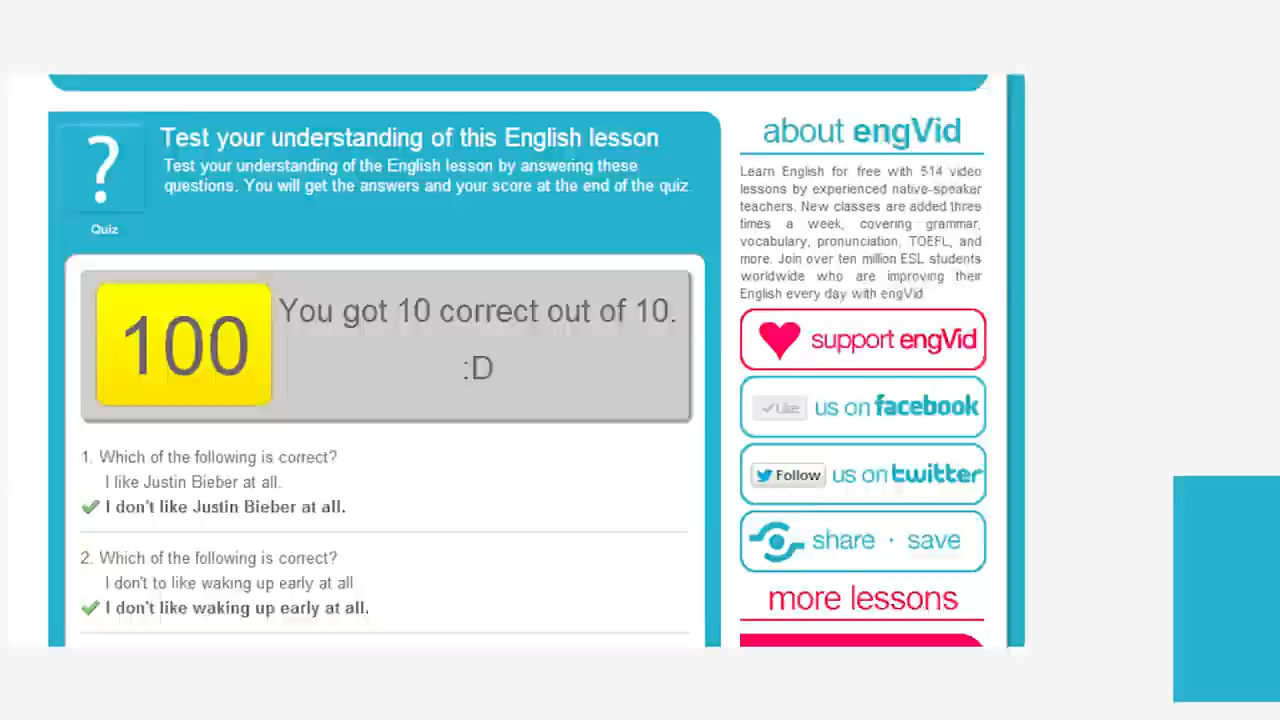 ?
Quiz
Test your understanding of this English lesson
Test your understanding of the English lesson by answering these
questions. You will get the answers and your score at the end of the quiz.
100
You got 10 correct out of 10.
:D
1. Which of the following is correct?
I like Justin Bieber at all.
I don't like Justin Bieber at all.
2. Which of the following is correct?
I don't to like waking up early at all
I don't like waking up early at all.
about engVid
Learn English for free with 514 video
lessons by experienced native-speaker
teachers. New classes are added three
times a week, covering grammar,
vocabulary, pronunciation, TOEFL, and
more. Join over ten million ESL students
worldwide who are improving their
English every day with engVid
support engVid
Like us on facebook
Follow us on twitter
share · save
more lessons